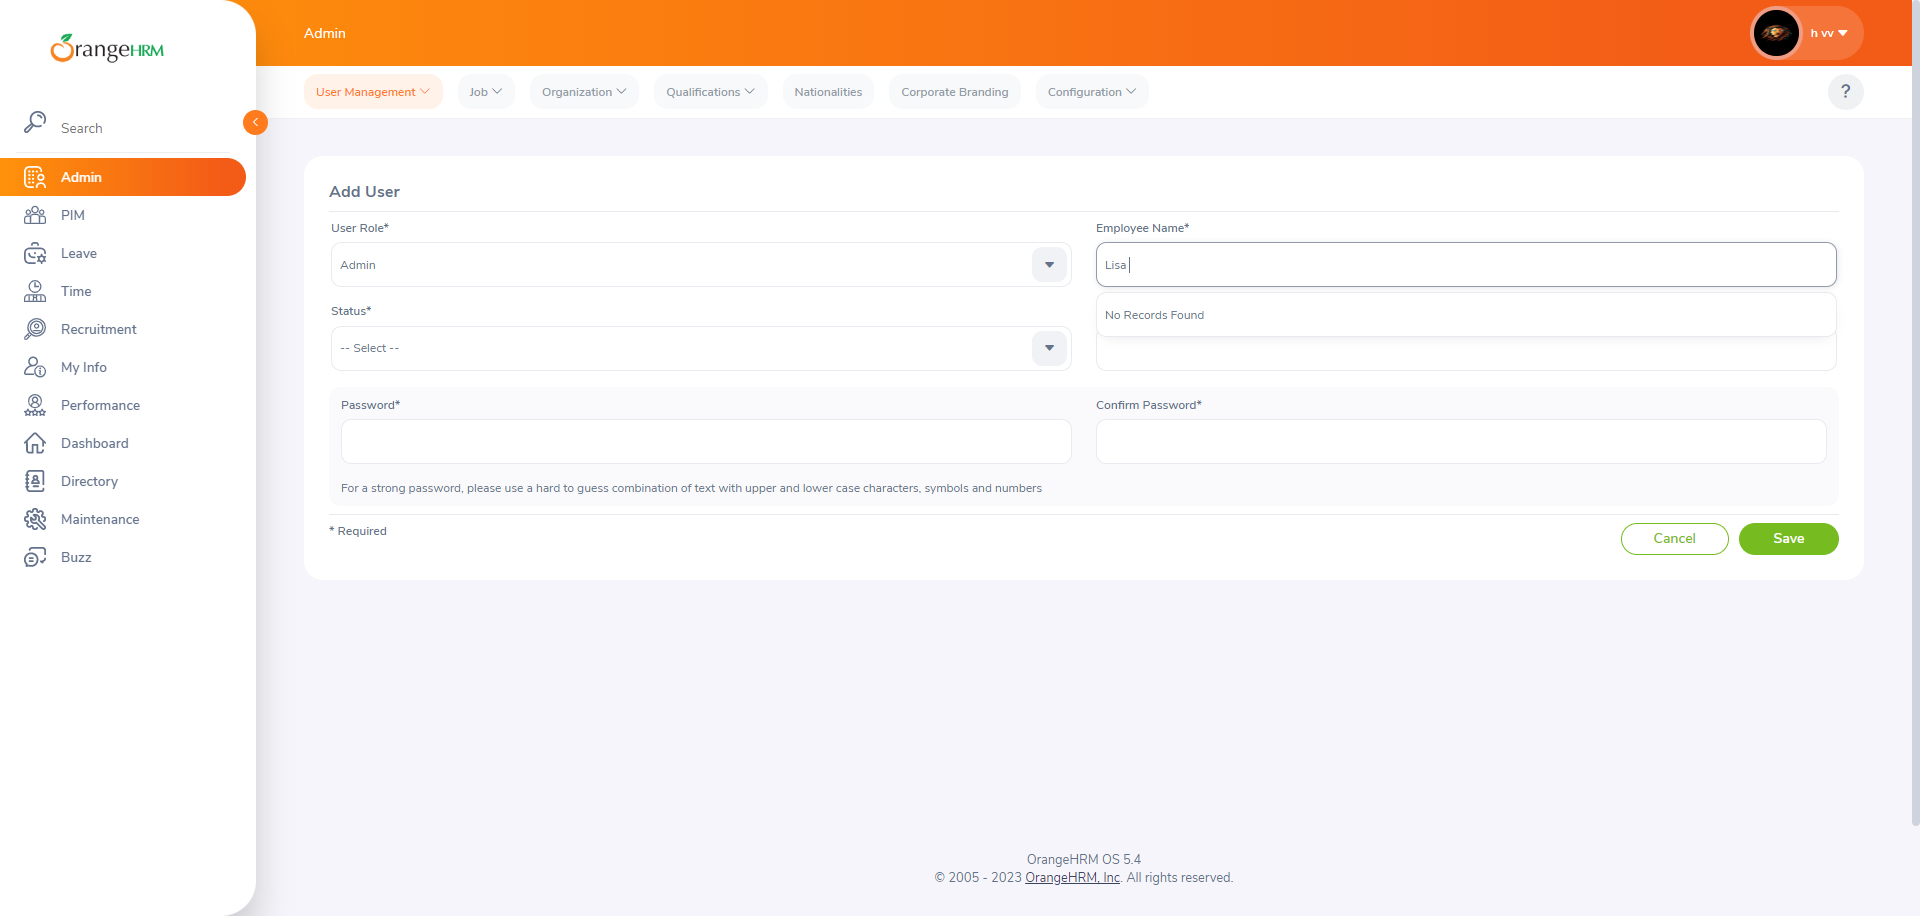 OrangeHRM
Admin
h vv
User Management
Job
Organization
Qualifications
Nationalities
Corporate Branding
Configuration
?
Search
Admin
PIM
Leave
Time
Recruitment
My Info
Performance
Dashboard
Directory
Maintenance
Buzz
Add User
User Role*
Admin
Employee Name*
Lisa
No Records Found
Status*
-- Select --
Password*
Confirm Password*
For a strong password, please use a hard to guess combination of text with upper and lower case characters, symbols and numbers
* Required
Cancel
Save
OrangeHRM OS 5.4
© 2005 - 2023 OrangeHRM, Inc. All rights reserved.